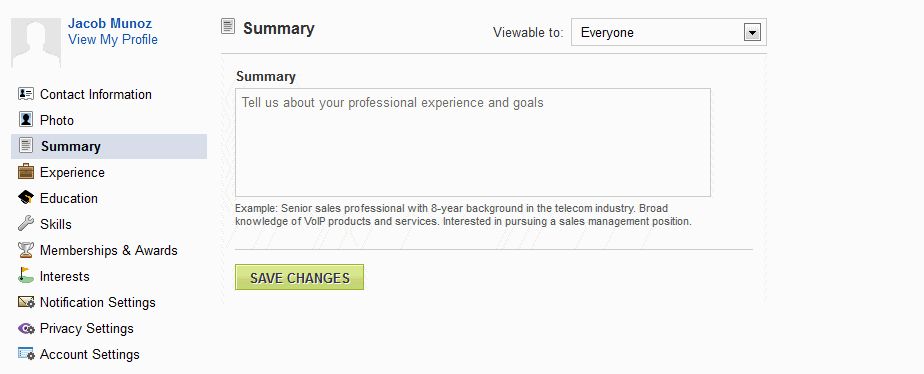 Jacob Munoz
View My Profile
Contact Information
Photo
Summary
Experience
Education
Skills
Memberships & Awards
Interests
Notification Settings
Privacy Settings
Account Settings
Summary
Viewable to: Everyone
Summary
Tell us about your professional experience and goals
Example: Senior sales professional with 8-year background in the telecom industry. Broad
knowledge of VoIP products and services. Interested in pursuing a sales management position.
SAVE CHANGES